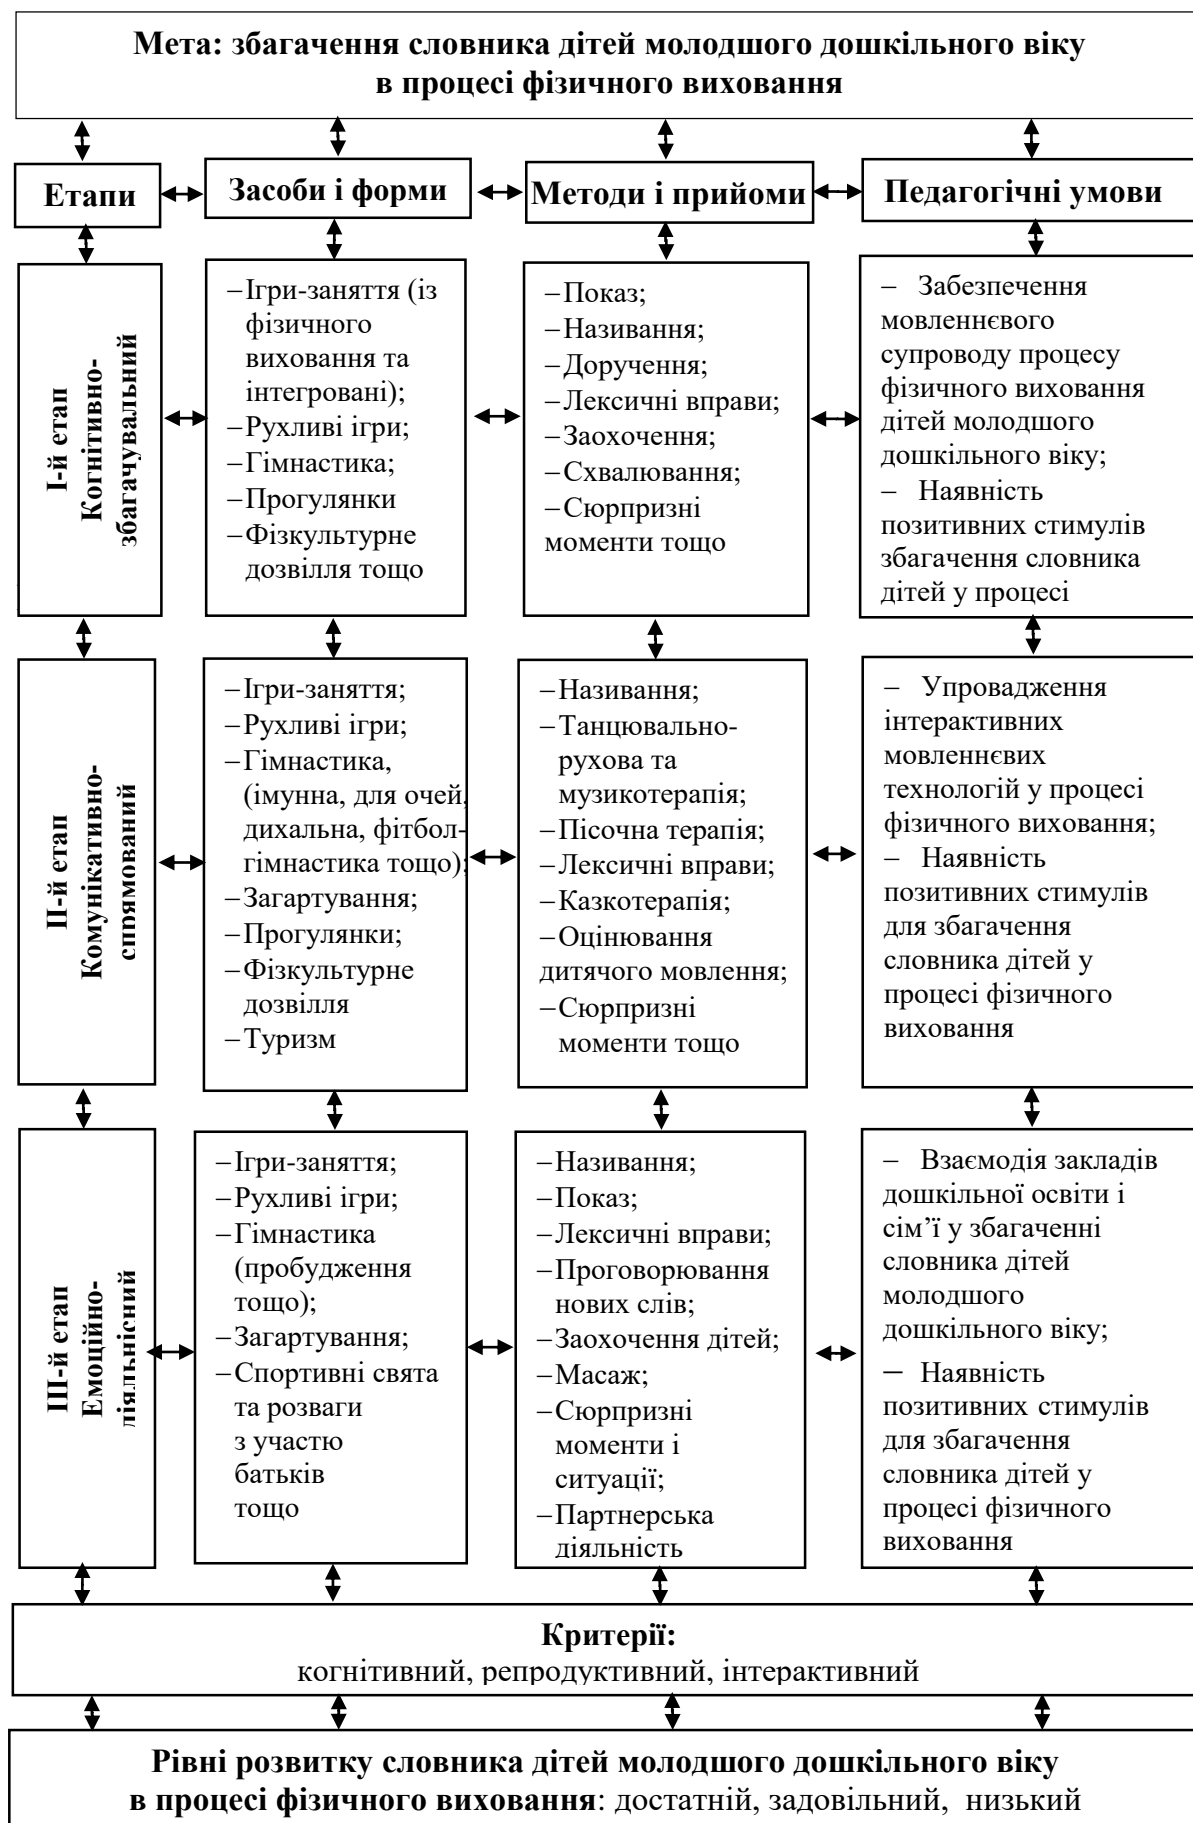 Мета: збагачення словника дітей молодшого дошкільного віку
в процесі фізичного виховання
Етапи
Засоби і форми
Методи і прийоми
Педагогічні умови
І-й етап
Когнітивно-
збагачувальний
–Ігри-заняття (із
фізичного
виховання та
інтегровані);
–Рухливі ігри;
–Гімнастика;
–Прогулянки
–Фізкультурне
дозвілля тощо
–Показ;
–Називання;
–Доручення;
–Лексичні вправи;
–Заохочення;
–Схвалювання;
–Сюрпризні
моменти тощо
– Забезпечення
мовленнєвого
супроводу процесу
фізичного виховання
дітей молодшого
дошкільного віку;
– Наявність
позитивних стимулів
збагачення словника
дітей у процесі
ІІ-й етап
Комунікативно-
спрямований
–Ігри-заняття;
–Рухливі ігри;
–Гімнастика,
(імунна, для очей,
дихальна, фітбол-
гімнастика тощо);
–Загартування;
–Прогулянки;
–Фізкультурне
дозвілля
–Туризм
–Називання;
–Танцювально-
рухова та
музикотерапія;
–Пісочна терапія;
–Лексичні вправи;
–Казкотерапія;
–Оцінювання
дитячого мовлення;
–Сюрпризні
моменти тощо
– Упровадження
інтерактивних
мовленнєвих
технологій у процесі
фізичного виховання;
– Наявність
позитивних стимулів
для збагачення
словника дітей у
процесі фізичного
виховання
ІІІ-й етап
Емоційно-
діяльнісний
–Ігри-заняття;
–Рухливі ігри;
–Гімнастика
(пробудження
тощо);
–Загартування;
–Спортивні свята
та розваги
з участю
батьків
тощо
–Називання;
–Показ;
–Лексичні вправи;
–Проговорювання
нових слів;
–Заохочення дітей;
–Масаж;
–Сюрпризні
моменти і
ситуації;
–Партнерська
діяльність
– Взаємодія закладів
дошкільної освіти і
сім’ї у збагаченні
словника дітей
молодшого
дошкільного віку;
– Наявність
позитивних стимулів
для збагачення
словника дітей у
процесі фізичного
виховання
Критерії:
когнітивний, репродуктивний, інтерактивний
Рівні розвитку словника дітей молодшого дошкільного віку
в процесі фізичного виховання: достатній, задовільний, низький